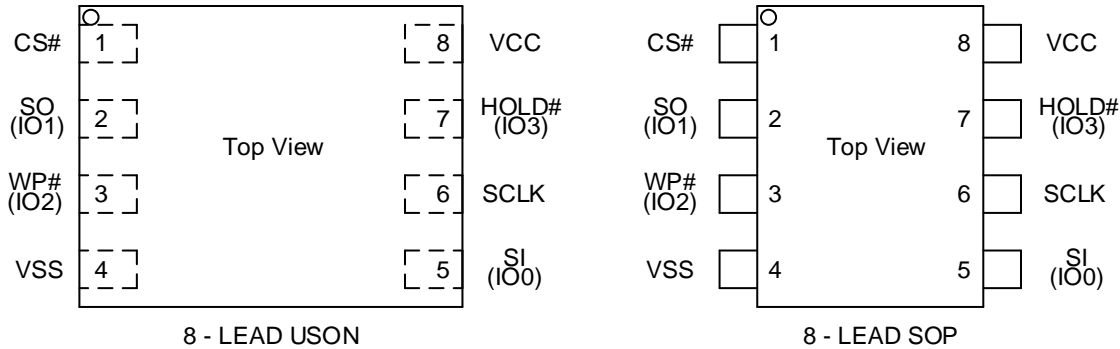 CS# 1 8 VCC
SO
(IO1) 2 7 HOLD#
(IO3)
Top View
WP#
(IO2) 3 6 SCLK
VSS 4 5 SI
(IO0)
8 - LEAD USON
CS# 1 8 VCC
SO
(IO1) 2 7 HOLD#
(IO3)
Top View
WP#
(IO2) 3 6 SCLK
VSS 4 5 SI
(IO0)
8 - LEAD SOP